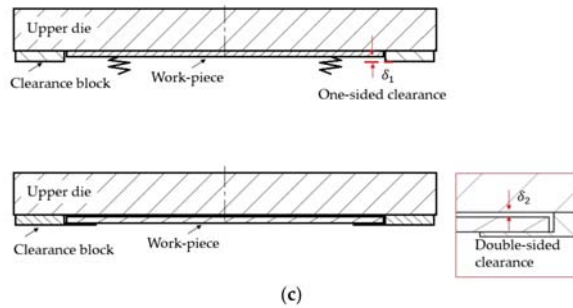 Upper die
Clearance block
Work-piece
δ₁
One-sided clearance
Upper die
Clearance block
Work-piece
δ₂
Double-sided
clearance
(c)